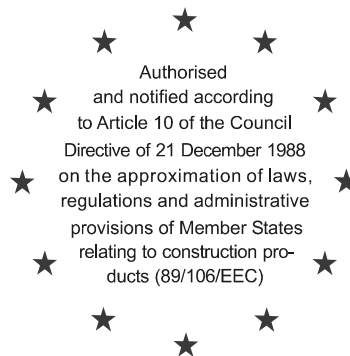 Authorised
and notified according
to Article 10 of the Council
Directive of 21 December 1988
on the approximation of laws,
regulations and administrative
provisions of Member States
relating to construction pro-
ducts (89/106/EEC)